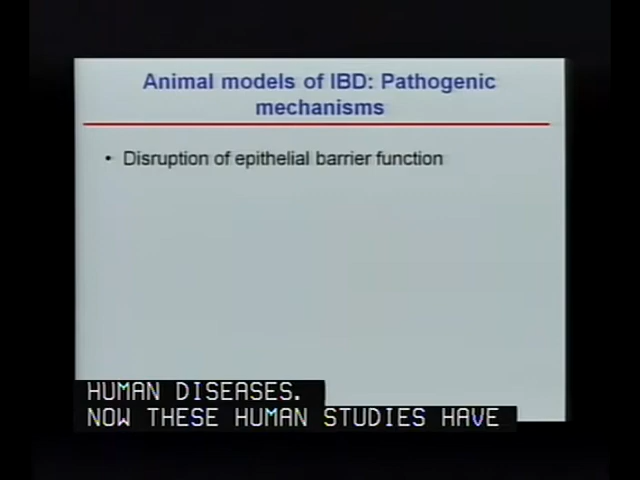 Animal models of IBD: Pathogenic
mechanisms
• Disruption of epithelial barrier function
HUMAN DISEASES.
NOW THESE HUMAN STUDIES HAVE